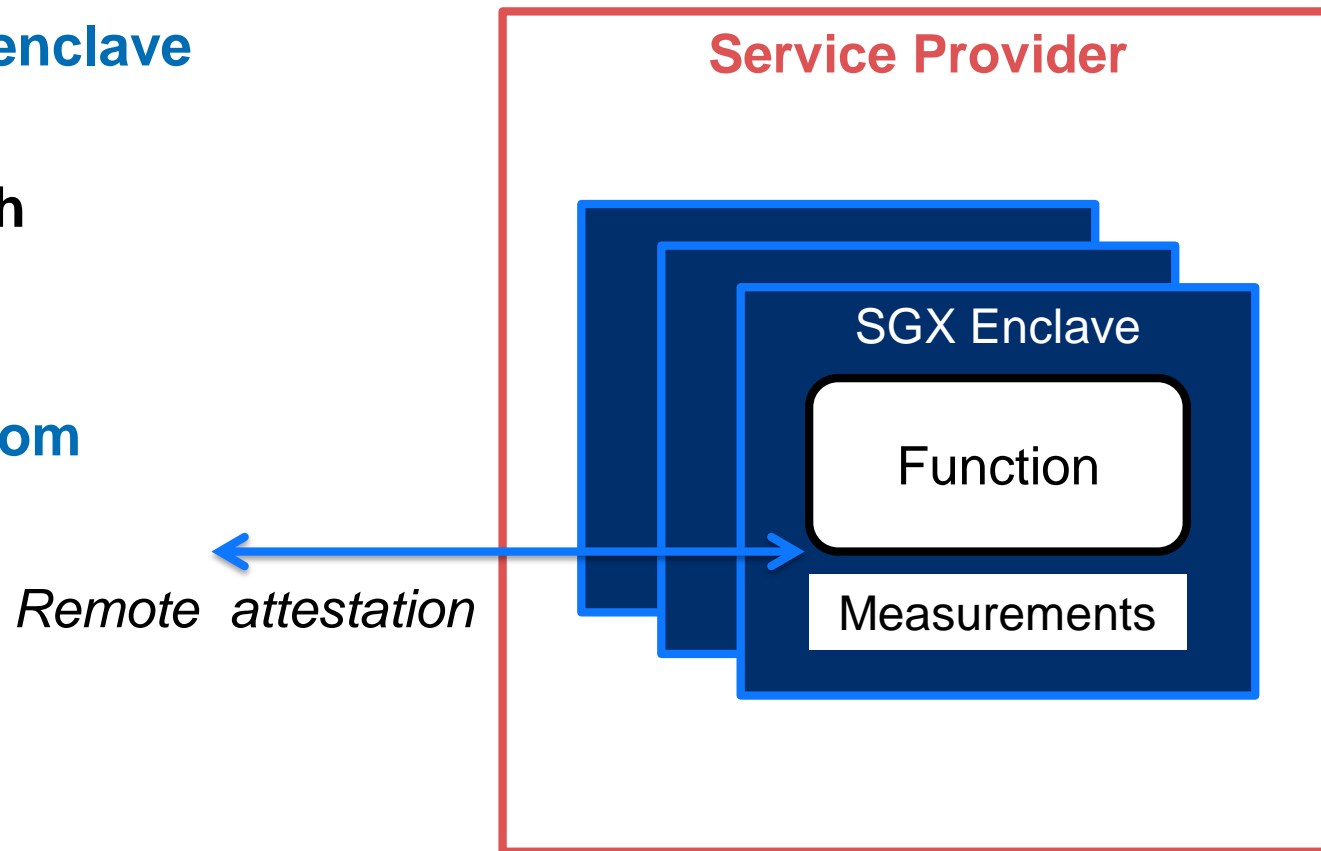 enclave
h
om
Remote attestation
Service Provider
SGX Enclave
Function
Measurements